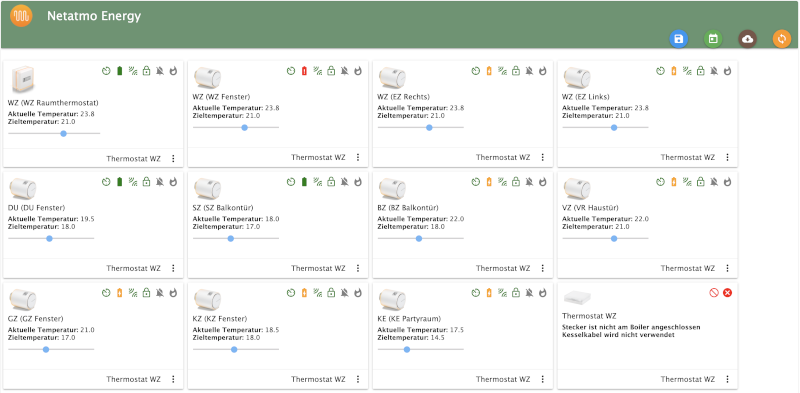 Netatmo Energy
WZ (WZ Raumthermostat)
Aktuelle Temperatur: 23.8
Zieltemperatur: 21.0
Thermostat WZ
WZ (WZ Fenster)
Aktuelle Temperatur: 23.8
Zieltemperatur: 21.0
Thermostat WZ
WZ (EZ Rechts)
Aktuelle Temperatur: 23.8
Zieltemperatur: 21.0
Thermostat WZ
WZ (EZ Links)
Aktuelle Temperatur: 23.8
Zieltemperatur: 21.0
Thermostat WZ
DU (DU Fenster)
Aktuelle Temperatur: 19.5
Zieltemperatur: 18.0
Thermostat WZ
SZ (SZ Balkontür)
Aktuelle Temperatur: 18.0
Zieltemperatur: 17.0
Thermostat WZ
BZ (BZ Balkontür)
Aktuelle Temperatur: 22.0
Zieltemperatur: 18.0
Thermostat WZ
VZ (VR Haustür)
Aktuelle Temperatur: 22.0
Zieltemperatur: 21.0
Thermostat WZ
GZ (GZ Fenster)
Aktuelle Temperatur: 21.0
Zieltemperatur: 17.0
Thermostat WZ
KZ (KZ Fenster)
Aktuelle Temperatur: 18.5
Zieltemperatur: 18.0
Thermostat WZ
KE (KE Partyraum)
Aktuelle Temperatur: 17.5
Zieltemperatur: 14.5
Thermostat WZ
Thermostat WZ
Stecker ist nicht am Boiler angeschlossen
Kesselkabel wird nicht verwendet
Thermostat WZ